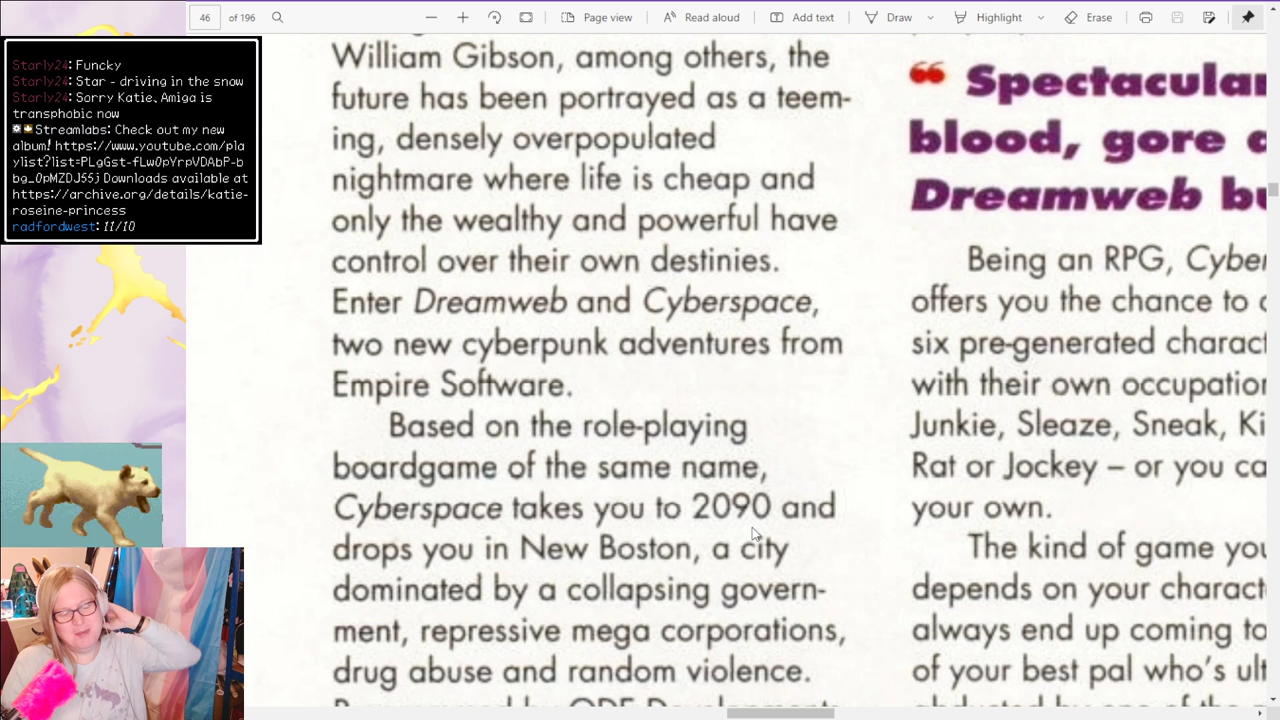 46 of 196
Page view
Read aloud
Add text
Draw
Highlight
Erase
Starly24: Funcky
Starly24: Star - driving in the snow
Starly24: Sorry Katie, Amiga is
transphobic now
Streamlabs: Check out my new
album! https://www.youtube.com/pla
ylist?list=PLgGst-fLwOpYrpVDAbP-b
bg_0pMZDJ55j Downloads available at
https://archive.org/details/katie-
roseine-princess
radfordwest: 11/10
William Gibson, among others, the
future has been portrayed as a teem-
ing, densely overpopulated
nightmare where life is cheap and
only the wealthy and powerful have
control over their own destinies.
Enter Dreamweb and Cyberspace,
two new cyberpunk adventures from
Empire Software.
Based on the role-playing
boardgame of the same name,
Cyberspace takes you to 2090 and
drops you in New Boston, a city
dominated by a collapsing govern-
ment, repressive mega corporations,
drug abuse and random violence.
“ Spectacular
blood, gore
Dreamweb
Being an RPG, Cyber
offers you the chance to
six pre-generated charact
with their own occupation
Junkie, Sleaze, Sneak, Ki
Rat or Jockey – or you ca
your own.
The kind of game you
depends on your charact
always end up coming to
of your best pal who's ult